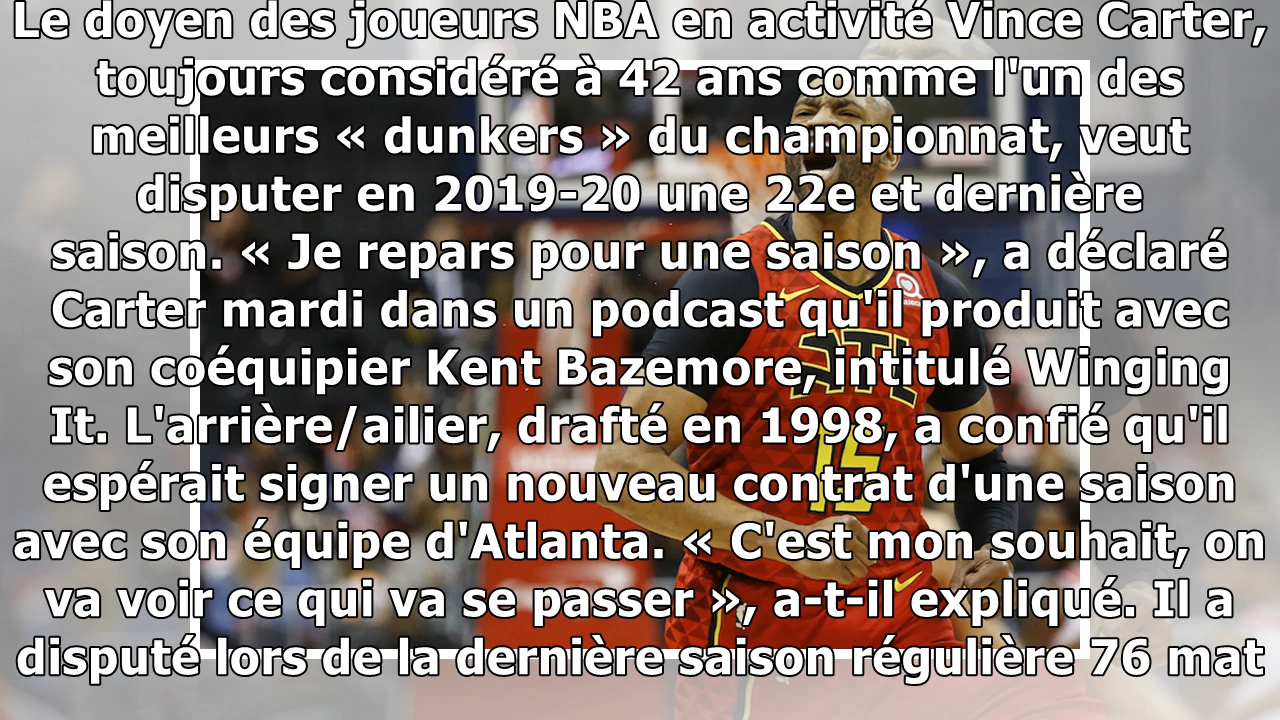 Le doyen des joueurs NBA en activité Vince Carter,
toujours considéré à 42 ans comme l'un des
meilleurs « dunkers » du championnat, veut
disputer en 2019-20 une 22e et dernière
saison. « Je repars pour une saison », a déclaré
Carter mardi dans un podcast qu'il produit avec
son coéquipier Kent Bazemore, intitulé Winging
It. L'arrière/ailier, drafté en 1998, a confié qu'il
espérait signer un nouveau contrat d'une saison
avec son équipe d'Atlanta. « C'est mon souhait, on
va voir ce qui va se passer », a-t-il expliqué. Il a
disputé lors de la dernière saison régulière 76 mat
ATL
15